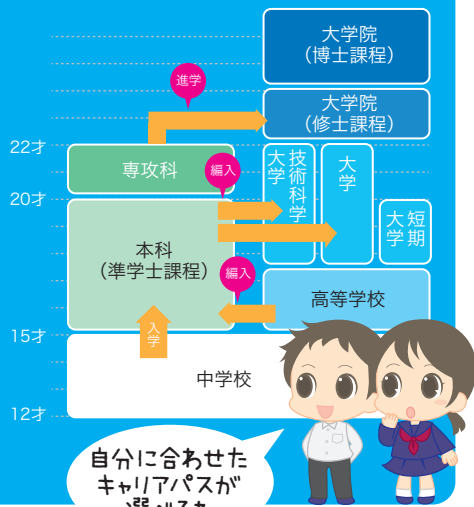 大学院
（博士課程）
進学
大学院
（修士課程）
22才
専攻科
編入
技術科学
大学
大学
20才
短期
大学
本科
（準学士課程）
編入
高等学校
入学
15才
中学校
12才
自分に合わせた
キャリアパスが